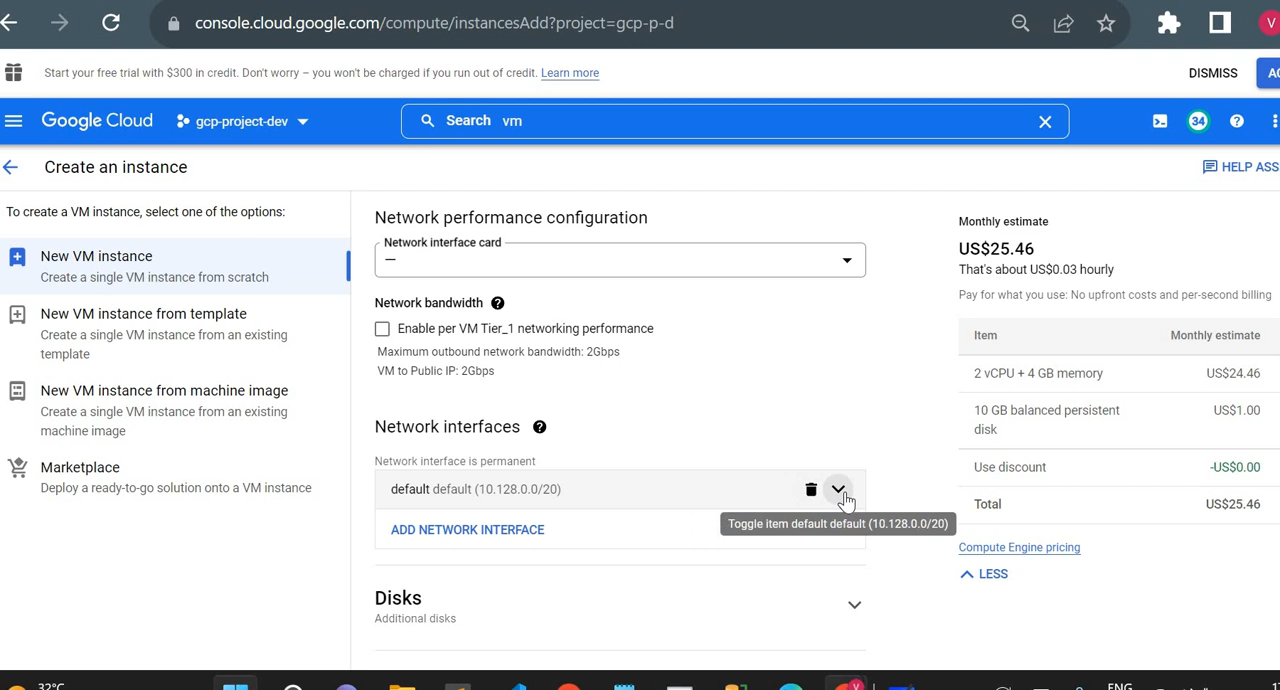 console.cloud.google.com/compute/instancesAdd?project=gcp-p-d
V
Start your free trial with $300 in credit. Don't worry – you won't be charged if you run out of credit. Learn more
DISMISS
AC
Google Cloud
gcp-project-dev
Search vm
34
Create an instance
HELP ASS
To create a VM instance, select one of the options:
New VM instance
Create a single VM instance from scratch
New VM instance from template
Create a single VM instance from an existing
template
New VM instance from machine image
Create a single VM instance from an existing
machine image
Marketplace
Deploy a ready-to-go solution onto a VM instance
Network performance configuration
Network interface card
—
Network bandwidth
Enable per VM Tier_1 networking performance
Maximum outbound network bandwidth: 2Gbps
VM to Public IP: 2Gbps
Network interfaces
Network interface is permanent
default default (10.128.0.0/20)
Toggle item default default (10.128.0.0/20)
ADD NETWORK INTERFACE
Disks
Additional disks
Monthly estimate
US$25.46
That's about US$0.03 hourly
Pay for what you use: No upfront costs and per-second billing
Item Monthly estimate
2 vCPU + 4 GB memory US$24.46
10 GB balanced persistent US$1.00
disk
Use discount -US$0.00
Total US$25.46
Compute Engine pricing
LESS
32°C
V
ENG